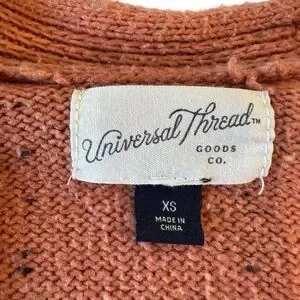 Universal Thread™
GOODS
CO.
XS
MADE IN
CHINA